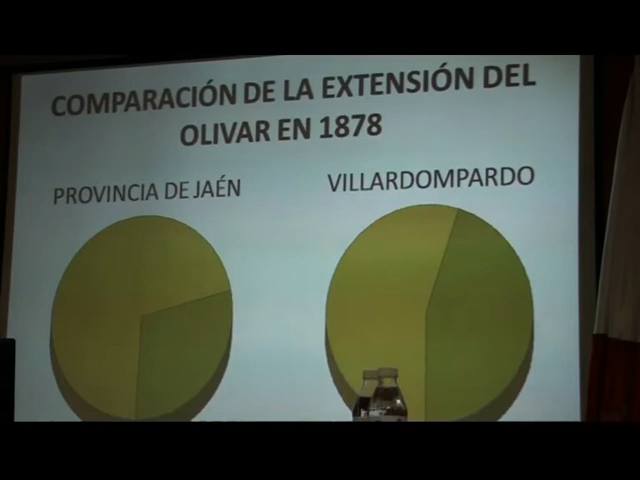 COMPARACIÓN DE LA EXTENSIÓN DEL
OLIVAR EN 1878
PROVINCIA DE JAÉN
VILLARDOMPARDO